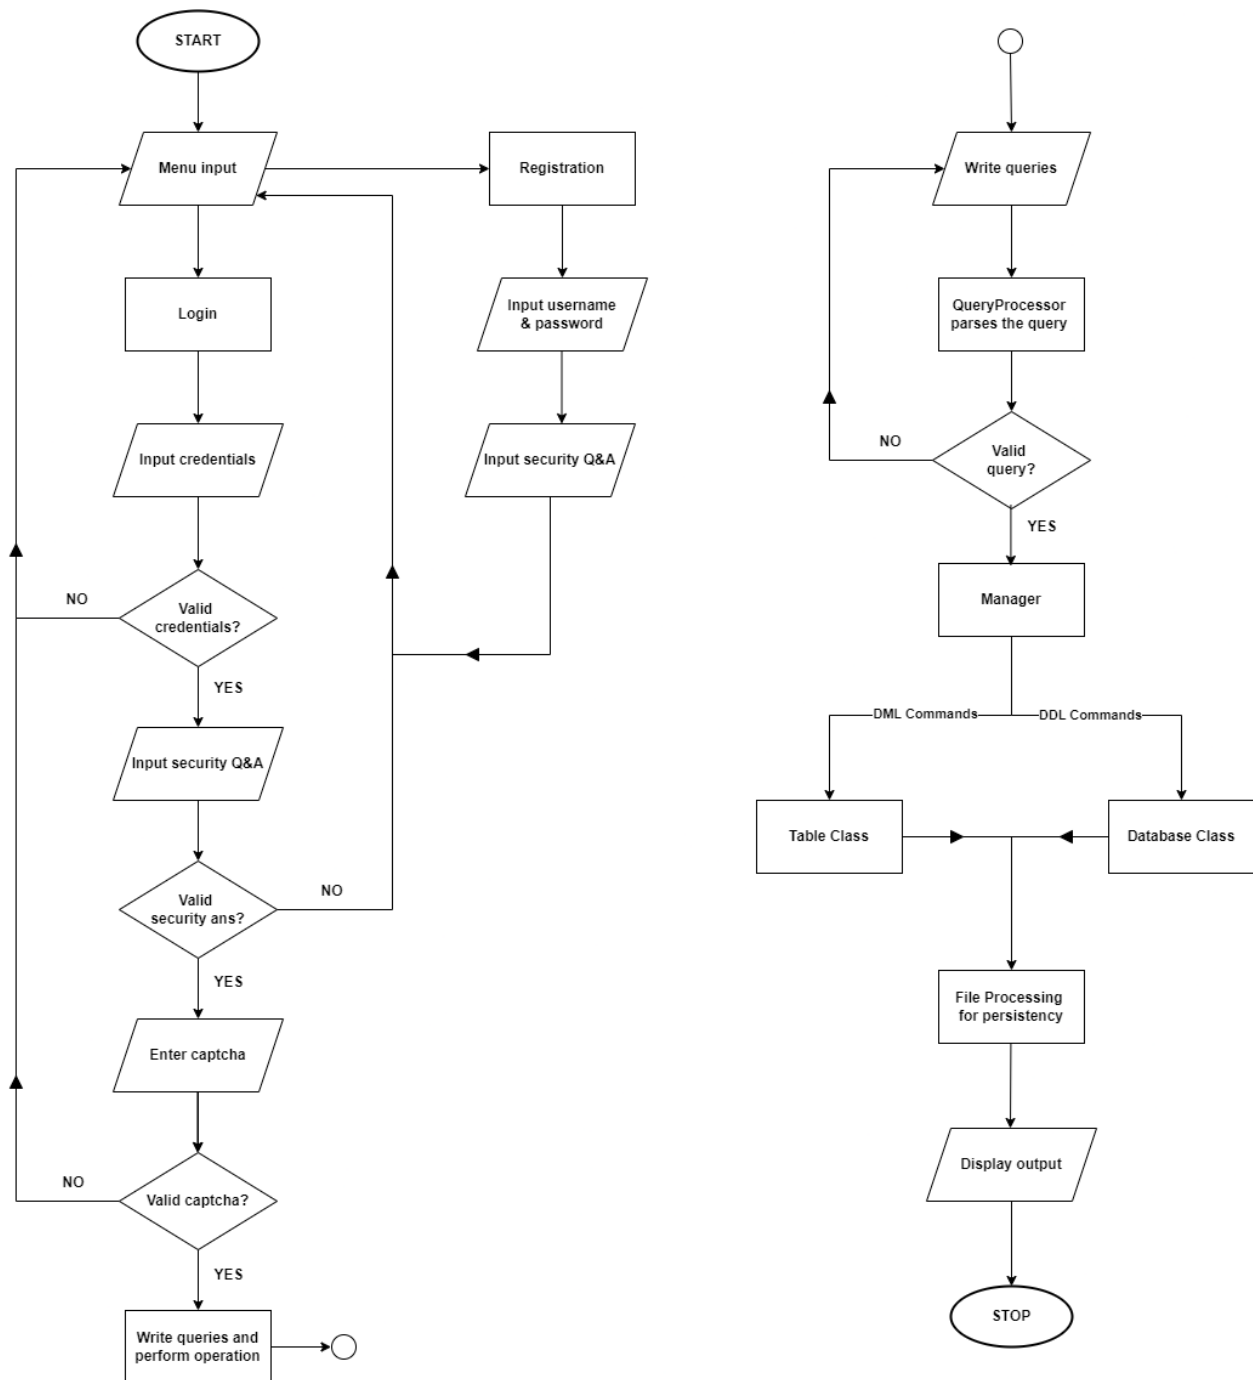 START
Menu input
Registration
Login
Input username
& password
Input credentials
Input security Q&A
NO
Valid
credentials?
YES
Input security Q&A
Valid
security ans?
NO
YES
Enter captcha
NO
Valid captcha?
YES
Write queries and
perform operation
Write queries
QueryProcessor
parses the query
NO
Valid
query?
YES
Manager
DML Commands
DDL Commands
Table Class
Database Class
File Processing
for persistency
Display output
STOP